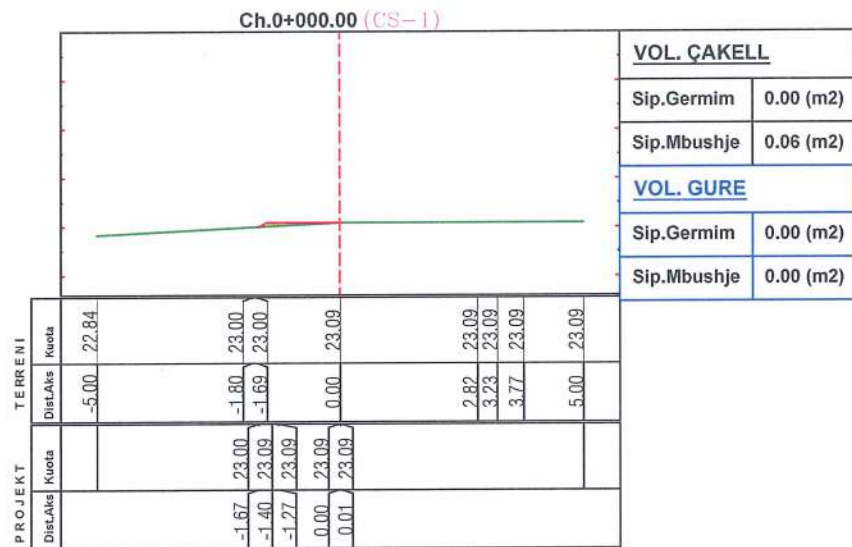 Ch.0+000.00 (CS-1)
VOL. ÇAKELL
Sip.Germim 0.00 (m2)
Sip.Mbushje 0.06 (m2)
VOL. GURE
Sip.Germim 0.00 (m2)
Sip.Mbushje 0.00 (m2)
TERRENI
Kuota 22.84 23.00 23.00 23.09 23.09 23.09 23.09 23.09
Dist.Aks -5.00 -1.80 -1.69 0.00 2.82 3.23 3.77 5.00
PROJEKT
Kuota 23.00 23.09 23.09 23.09 23.09
Dist.Aks -1.67 -1.40 -1.27 0.00 0.01